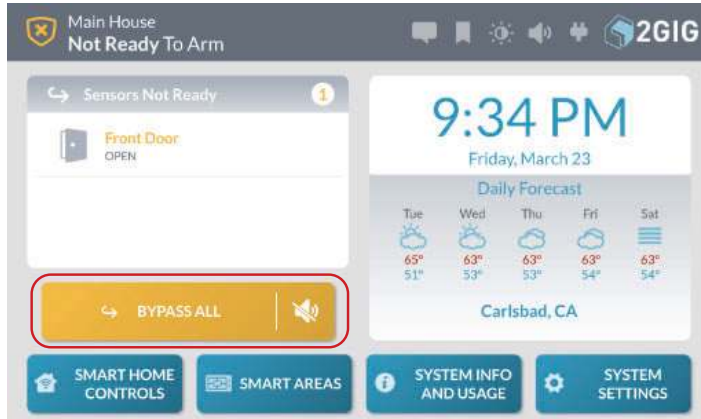 Main House
Not Ready To Arm
2GIG
Sensors Not Ready 1
Front Door
OPEN
BYPASS ALL
9:34 PM
Friday, March 23
Daily Forecast
Tue Wed Thu Fri Sat
65° 63° 63° 63° 63°
51° 53° 53° 54° 54°
Carlsbad, CA
SMART HOME
CONTROLS
SMART AREAS
SYSTEM INFO
AND USAGE
SYSTEM
SETTINGS